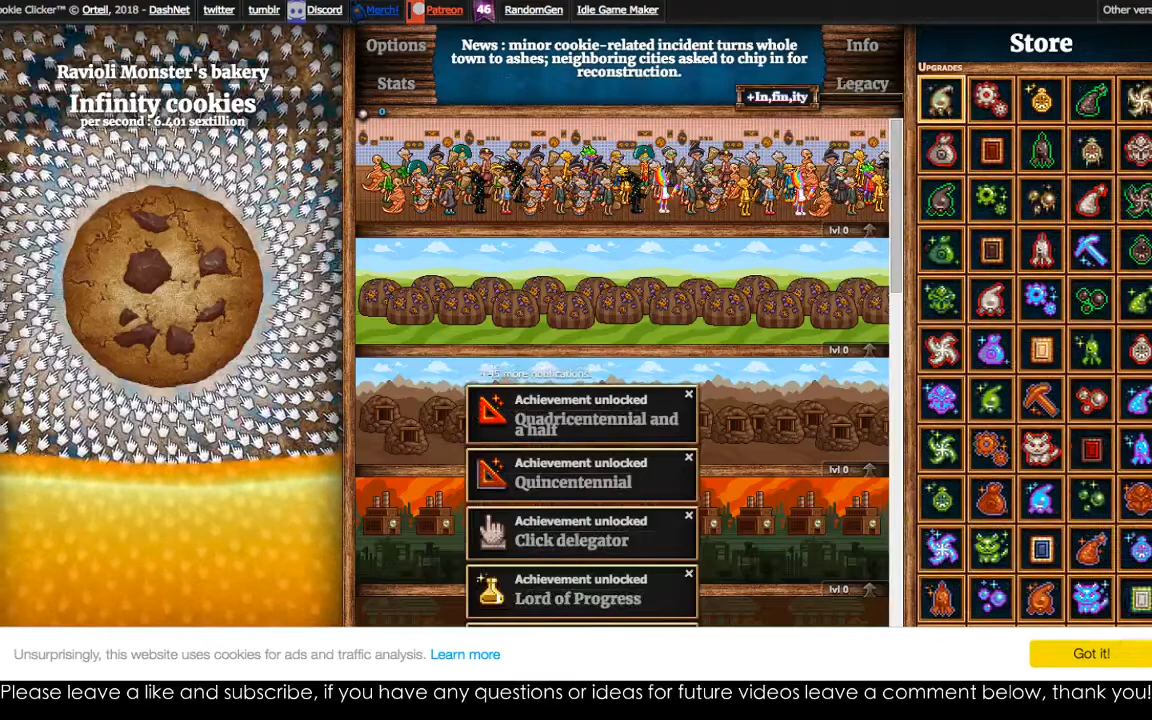 ookie Clicker™ © Orteil, 2018 - DashNet twitter tumblr Discord Merch! Patreon 46 RandomGen Idle Game Maker Other ver
Ravioli Monster's bakery
Infinity cookies
per second : 6.401 sextillion
Options
Stats
News : minor cookie-related incident turns whole
town to ashes; neighboring cities asked to chip in for
reconstruction.
Info
Legacy
+In,fin,ity
0
lvl 0
lvl 0
lvl 0
lvl 0
more notifications.
Achievement unlocked
Quadricentennial and
a half
Achievement unlocked
Quincentennial
Achievement unlocked
Click delegator
Achievement unlocked
Lord of Progress
Store
Upgrades
Unsurprisingly, this website uses cookies for ads and traffic analysis. Learn more
Got it!
Please leave a like and subscribe, if you have any questions or ideas for future videos leave a comment below, thank you!